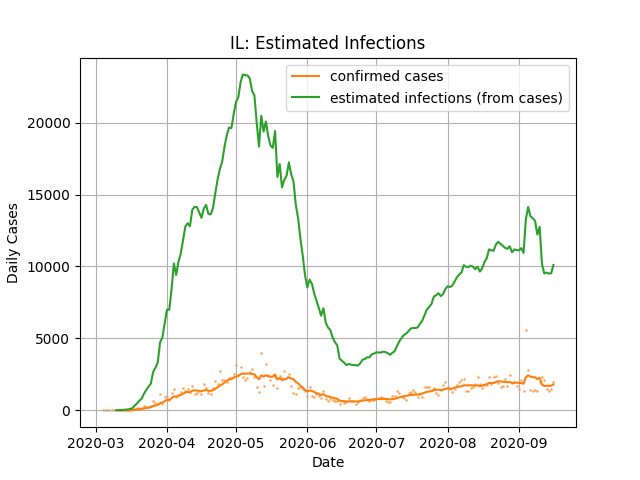 IL: Estimated Infections
confirmed cases
estimated infections (from cases)
20000
15000
10000
5000
0
Daily Cases
2020-03 2020-04 2020-05 2020-06 2020-07 2020-08 2020-09
Date